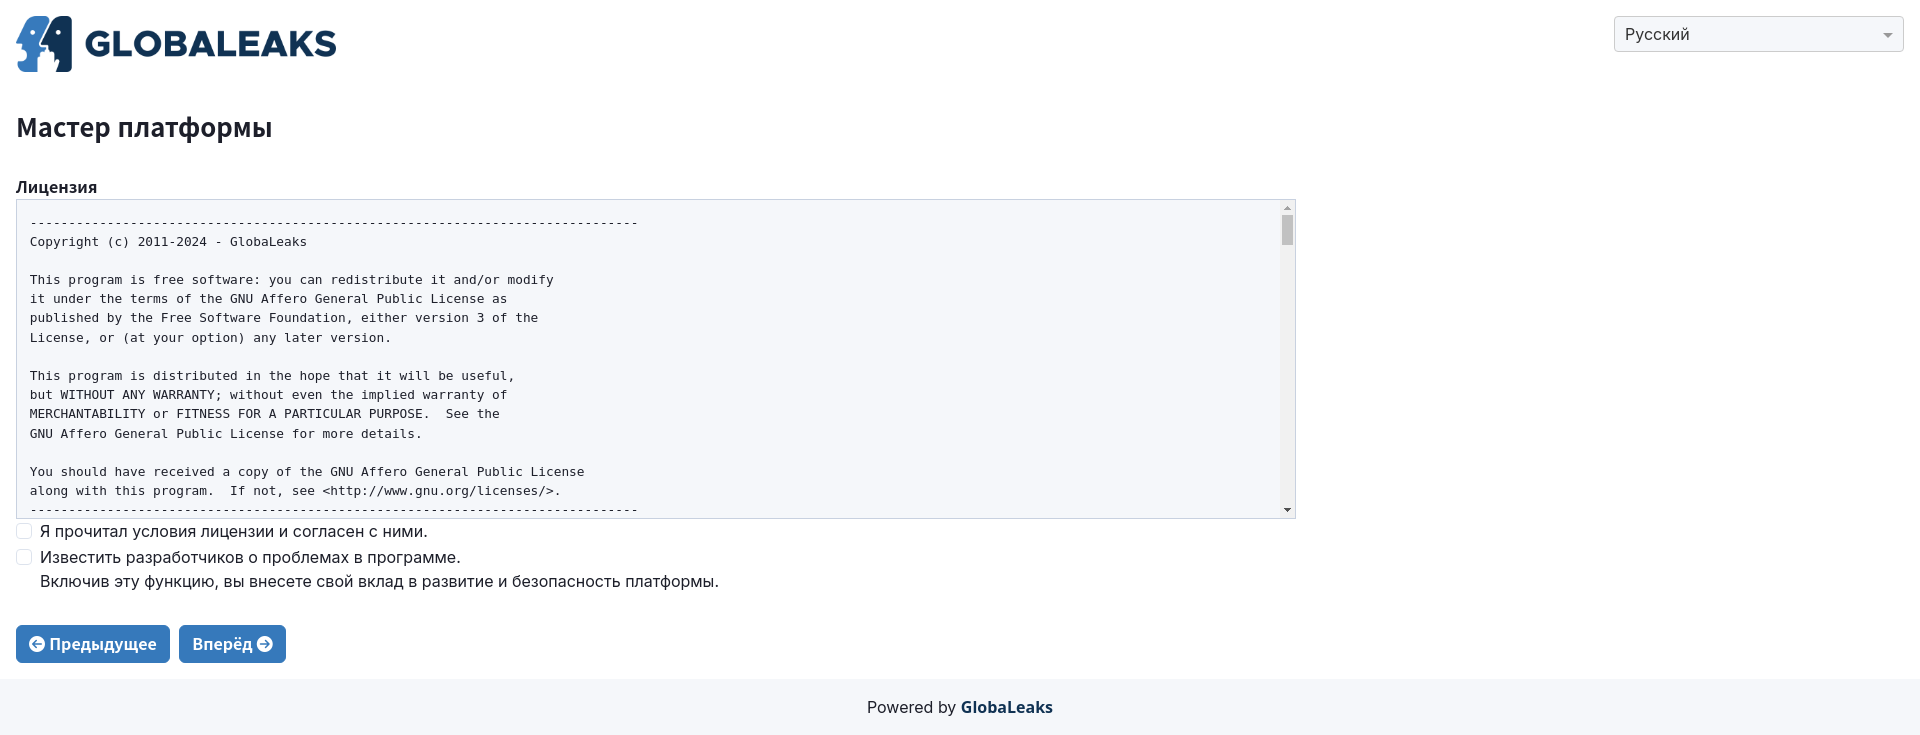 GLOBALEAKS
Русский
Мастер платформы
Лицензия
-------------------------------------------------------------------------------
Copyright (c) 2011-2024 - GlobaLeaks
This program is free software: you can redistribute it and/or modify
it under the terms of the GNU Affero General Public License as
published by the Free Software Foundation, either version 3 of the
License, or (at your option) any later version.
This program is distributed in the hope that it will be useful,
but WITHOUT ANY WARRANTY; without even the implied warranty of
MERCHANTABILITY or FITNESS FOR A PARTICULAR PURPOSE.  See the
GNU Affero General Public License for more details.
You should have received a copy of the GNU Affero General Public License
along with this program.  If not, see <http://www.gnu.org/licenses/>.
-------------------------------------------------------------------------------
Я прочитал условия лицензии и согласен с ними.
Известить разработчиков о проблемах в программе.
Включив эту функцию, вы внесете свой вклад в развитие и безопасность платформы.
Предыдущее Вперёд
Powered by GlobaLeaks